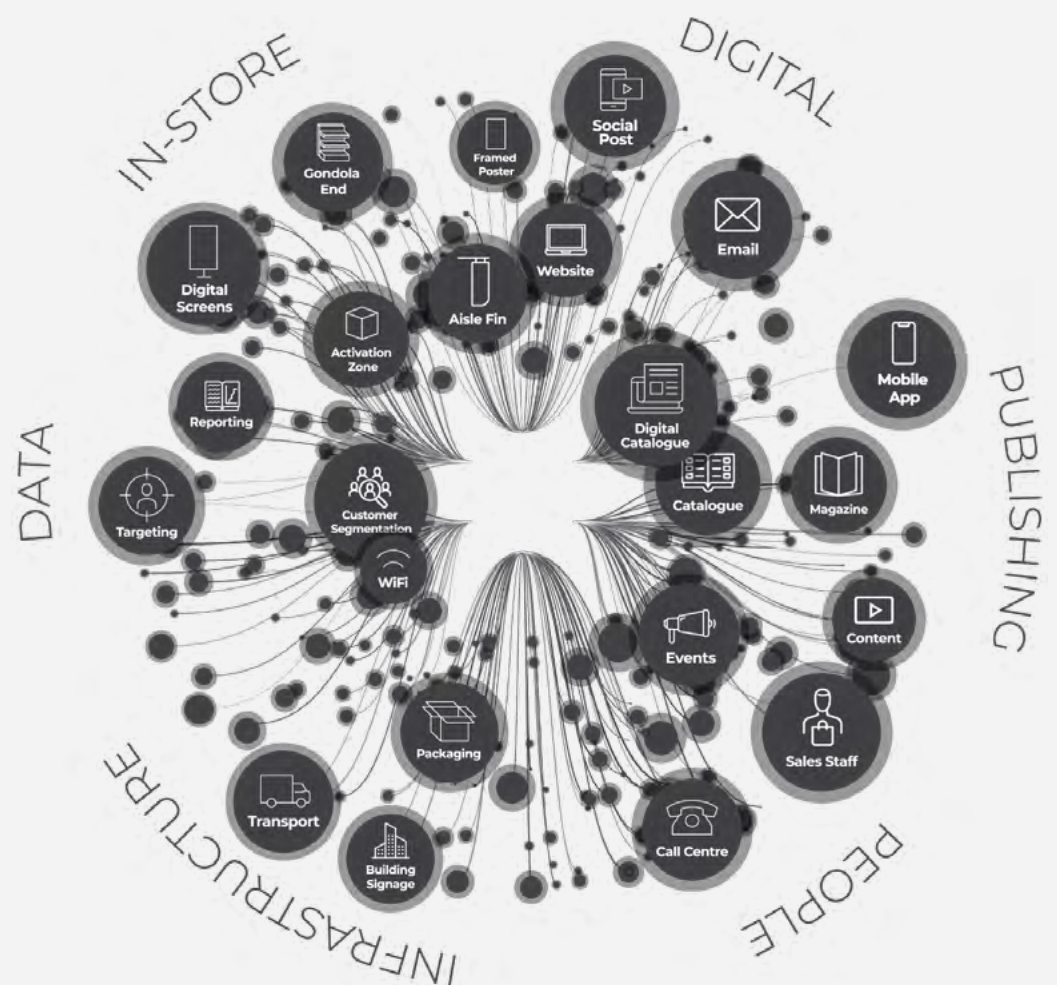 IN-STORE
DIGITAL
Social
Post
Framed
Poster
Gondola
End
Email
Website
Digital
Screens
Aisle Fin
Activation
Zone
Mobile
App
PUBLISHING
Reporting
Digital
Catalogue
DATA
Targeting
Customer
Segmentation
Catalogue
Magazine
WiFi
Content
Events
Packaging
Sales Staff
Transport
Call Centre
Building
Signage
INFRASTRUCTURE
PEOPLE